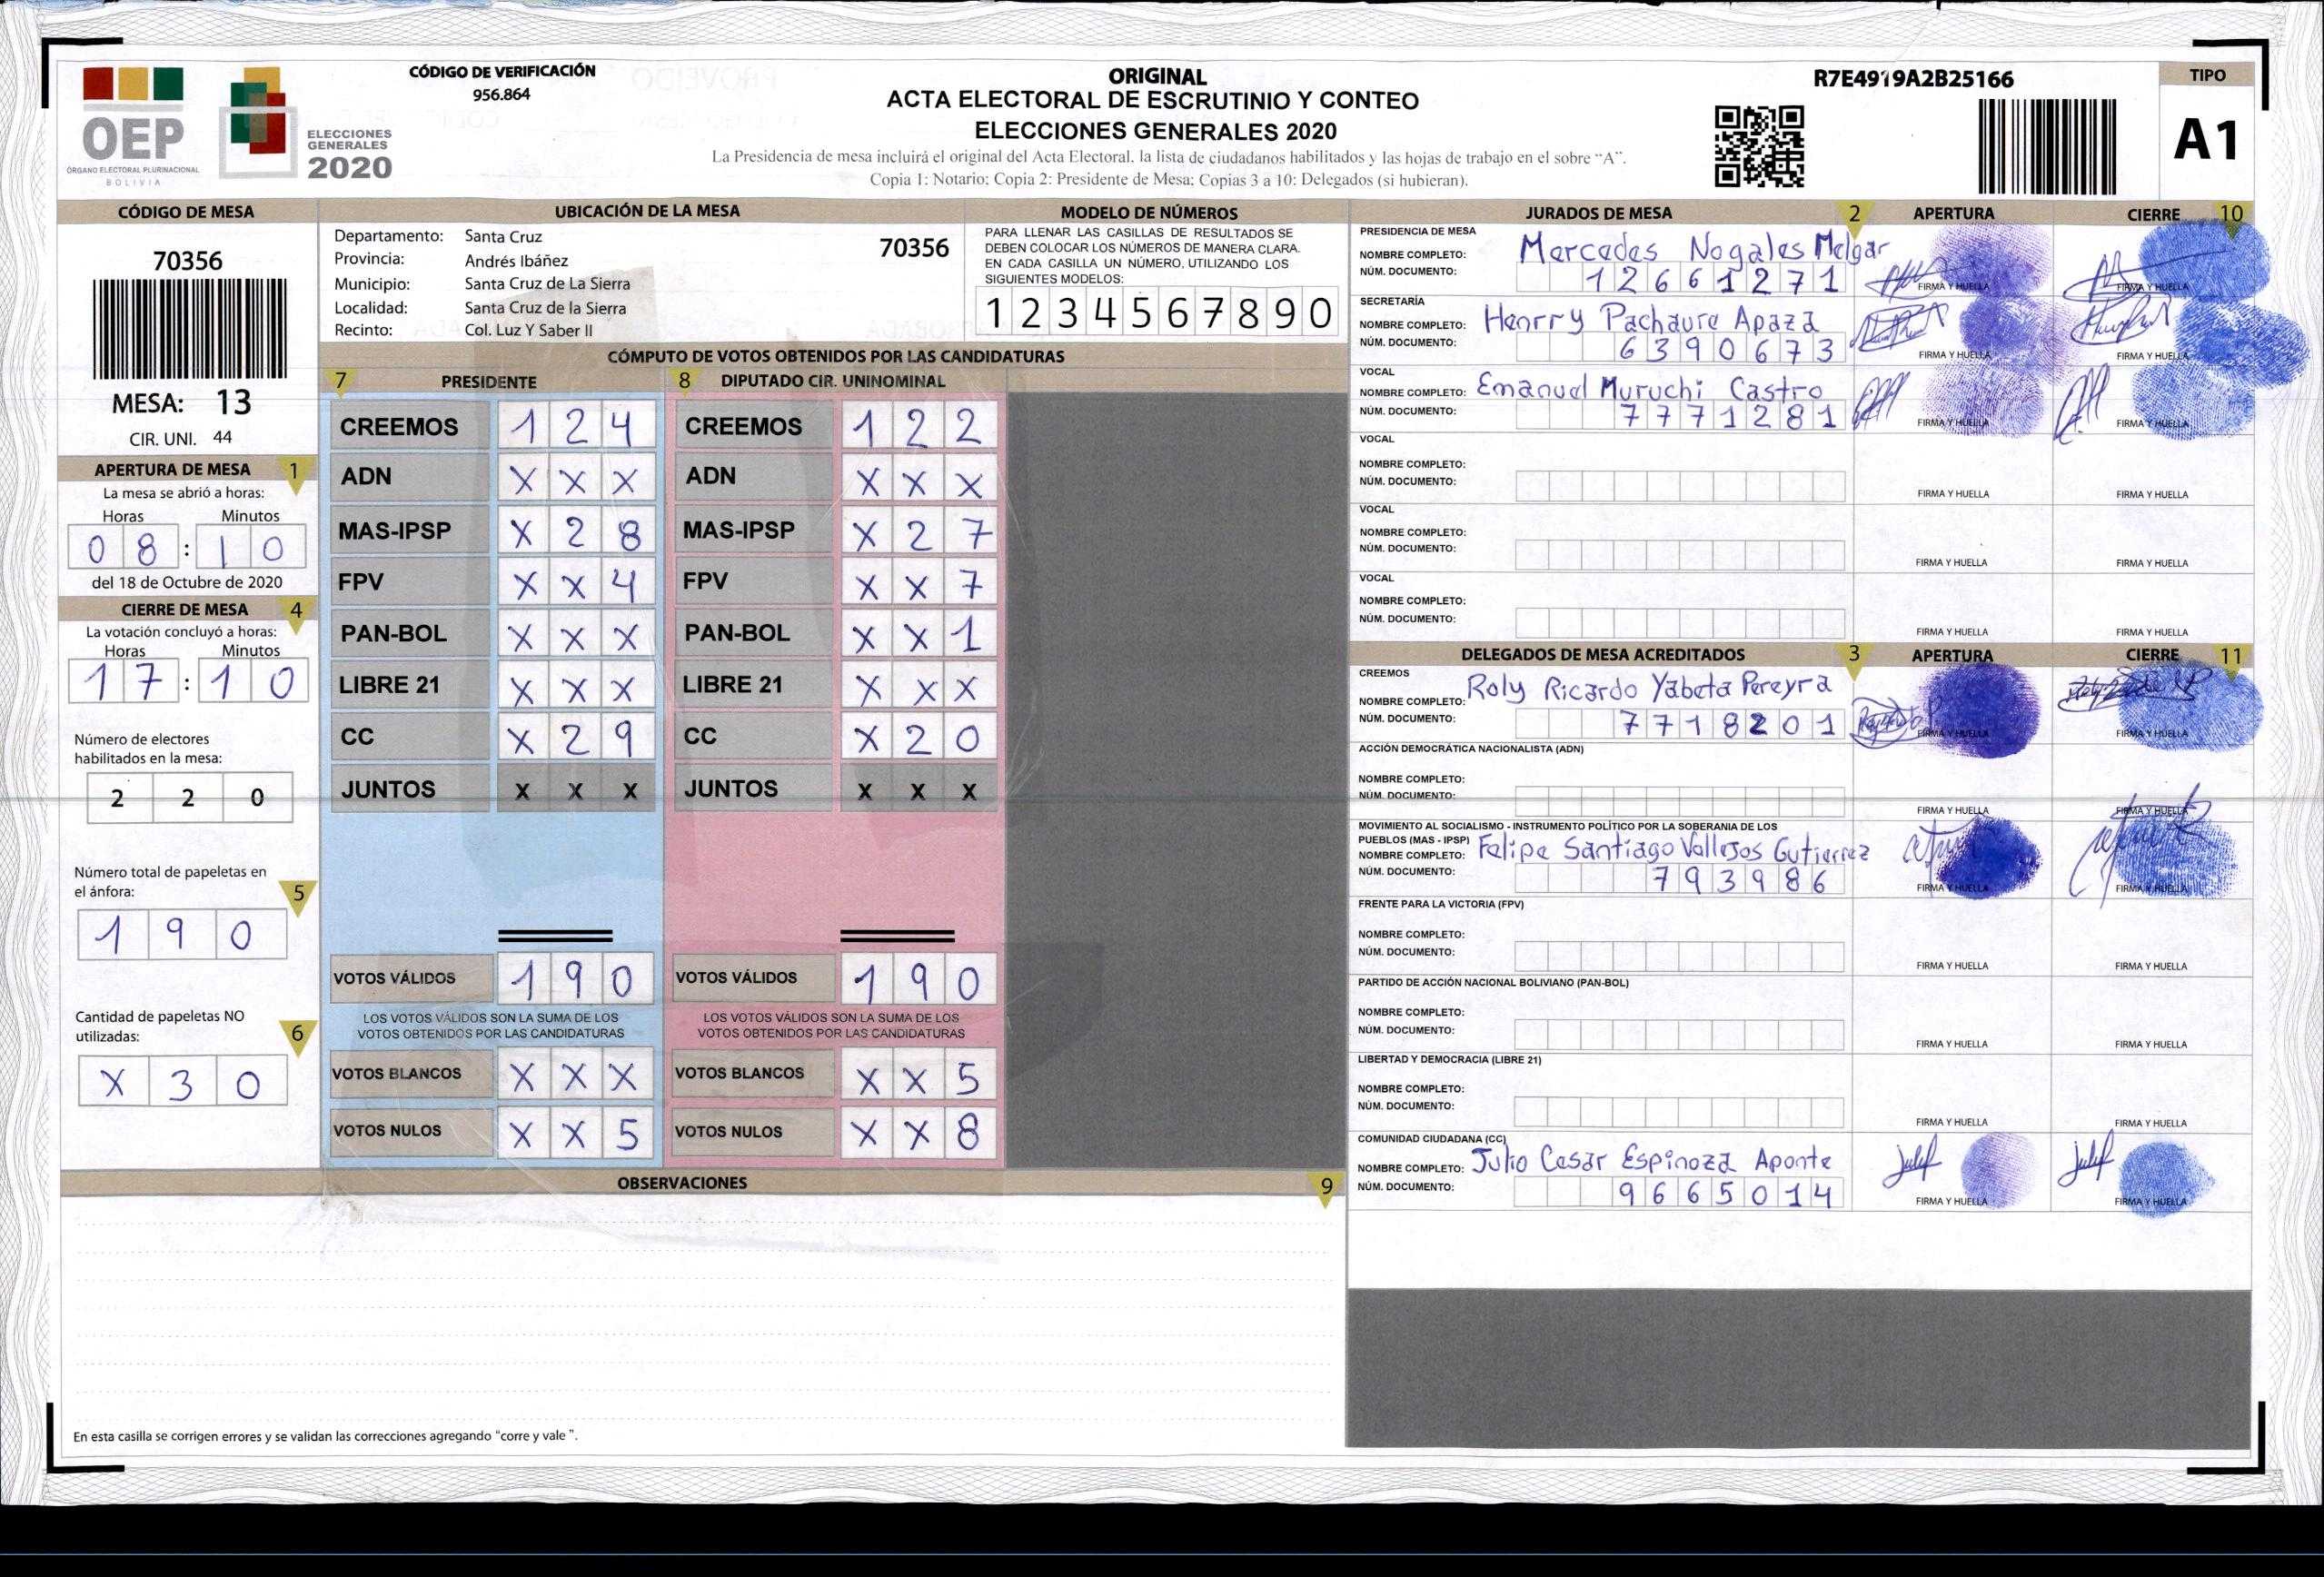 CÓDIGO DE VERIFICACIÓN
956.864
OEP
ÓRGANO ELECTORAL PLURINACIONAL
BOLIVIA
ELECCIONES
GENERALES
2020
ORIGINAL
ACTA ELECTORAL DE ESCRUTINIO Y CONTEO
ELECCIONES GENERALES 2020
La Presidencia de mesa incluirá el original del Acta Electoral, la lista de ciudadanos habilitados y las hojas de trabajo en el sobre “A”.
Copia 1: Notario; Copia 2: Presidente de Mesa; Copias 3 a 10: Delegados (si hubieran).
R7E4919A2B25166
TIPO
A1
CÓDIGO DE MESA
70356
MESA: 13
CIR. UNI. 44
APERTURA DE MESA 1
La mesa se abrió a horas:
Horas Minutos
0 8 : 1 0
del 18 de Octubre de 2020
CIERRE DE MESA 4
La votación concluyó a horas:
Horas Minutos
1 7 : 1 0
Número de electores
habilitados en la mesa:
2 2 0
Número total de papeletas en
el ánfora: 5
1 9 0
Cantidad de papeletas NO
utilizadas: 6
X 3 0
UBICACIÓN DE LA MESA
Departamento: Santa Cruz 70356
Provincia: Andrés Ibáñez
Municipio: Santa Cruz de La Sierra
Localidad: Santa Cruz de la Sierra
Recinto: Col. Luz Y Saber II
MODELO DE NÚMEROS
PARA LLENAR LAS CASILLAS DE RESULTADOS SE
DEBEN COLOCAR LOS NÚMEROS DE MANERA CLARA.
EN CADA CASILLA UN NÚMERO, UTILIZANDO LOS
SIGUIENTES MODELOS:
1 2 3 4 5 6 7 8 9 0
CÓMPUTO DE VOTOS OBTENIDOS POR LAS CANDIDATURAS
7 PRESIDENTE 8 DIPUTADO CIR. UNINOMINAL
CREEMOS 1 2 4 CREEMOS 1 2 2
ADN X X X ADN X X X
MAS-IPSP X 2 8 MAS-IPSP X 2 7
FPV X X 4 FPV X X 7
PAN-BOL X X X PAN-BOL X X 1
LIBRE 21 X X X LIBRE 21 X X X
CC X 2 9 CC X 2 0
JUNTOS X X X JUNTOS X X X
VOTOS VÁLIDOS 1 9 0 VOTOS VÁLIDOS 1 9 0
LOS VOTOS VÁLIDOS SON LA SUMA DE LOS LOS VOTOS VÁLIDOS SON LA SUMA DE LOS
VOTOS OBTENIDOS POR LAS CANDIDATURAS VOTOS OBTENIDOS POR LAS CANDIDATURAS
VOTOS BLANCOS X X X VOTOS BLANCOS X X 5
VOTOS NULOS X X 5 VOTOS NULOS X X 8
OBSERVACIONES 9
En esta casilla se corrigen errores y se validan las correcciones agregando “corre y vale”.
JURADOS DE MESA 2 APERTURA CIERRE 10
PRESIDENCIA DE MESA
NOMBRE COMPLETO: Mercedes Nogales Melgar
NÚM. DOCUMENTO: 1 2 6 6 1 2 7 1 FIRMA Y HUELLA FIRMA Y HUELLA
SECRETARÍA
NOMBRE COMPLETO: Henrry Pachaure Apaza
NÚM. DOCUMENTO: 6 3 9 0 6 7 3 FIRMA Y HUELLA FIRMA Y HUELLA
VOCAL
NOMBRE COMPLETO: Emanuel Muruchi Castro
NÚM. DOCUMENTO: 7 7 7 1 2 8 1 FIRMA Y HUELLA FIRMA Y HUELLA
VOCAL
NOMBRE COMPLETO:
NÚM. DOCUMENTO: FIRMA Y HUELLA FIRMA Y HUELLA
VOCAL
NOMBRE COMPLETO:
NÚM. DOCUMENTO: FIRMA Y HUELLA FIRMA Y HUELLA
VOCAL
NOMBRE COMPLETO:
NÚM. DOCUMENTO: FIRMA Y HUELLA FIRMA Y HUELLA
DELEGADOS DE MESA ACREDITADOS 3 APERTURA CIERRE 11
CREEMOS
NOMBRE COMPLETO: Roly Ricardo Yabeta Pereyra
NÚM. DOCUMENTO: 7 7 1 8 2 0 1 FIRMA Y HUELLA FIRMA Y HUELLA
ACCIÓN DEMOCRÁTICA NACIONALISTA (ADN)
NOMBRE COMPLETO:
NÚM. DOCUMENTO: FIRMA Y HUELLA FIRMA Y HUELLA
MOVIMIENTO AL SOCIALISMO - INSTRUMENTO POLÍTICO POR LA SOBERANIA DE LOS
PUEBLOS (MAS - IPSP)
NOMBRE COMPLETO: Felipe Santiago Vallejos Gutierrez
NÚM. DOCUMENTO: 7 9 3 9 8 6 FIRMA Y HUELLA FIRMA Y HUELLA
FRENTE PARA LA VICTORIA (FPV)
NOMBRE COMPLETO:
NÚM. DOCUMENTO: FIRMA Y HUELLA FIRMA Y HUELLA
PARTIDO DE ACCIÓN NACIONAL BOLIVIANO (PAN-BOL)
NOMBRE COMPLETO:
NÚM. DOCUMENTO: FIRMA Y HUELLA FIRMA Y HUELLA
LIBERTAD Y DEMOCRACIA (LIBRE 21)
NOMBRE COMPLETO:
NÚM. DOCUMENTO: FIRMA Y HUELLA FIRMA Y HUELLA
COMUNIDAD CIUDADANA (CC)
NOMBRE COMPLETO: Julio Cesar Espinoza Aponte
NÚM. DOCUMENTO: 9 6 6 5 0 1 4 FIRMA Y HUELLA FIRMA Y HUELLA